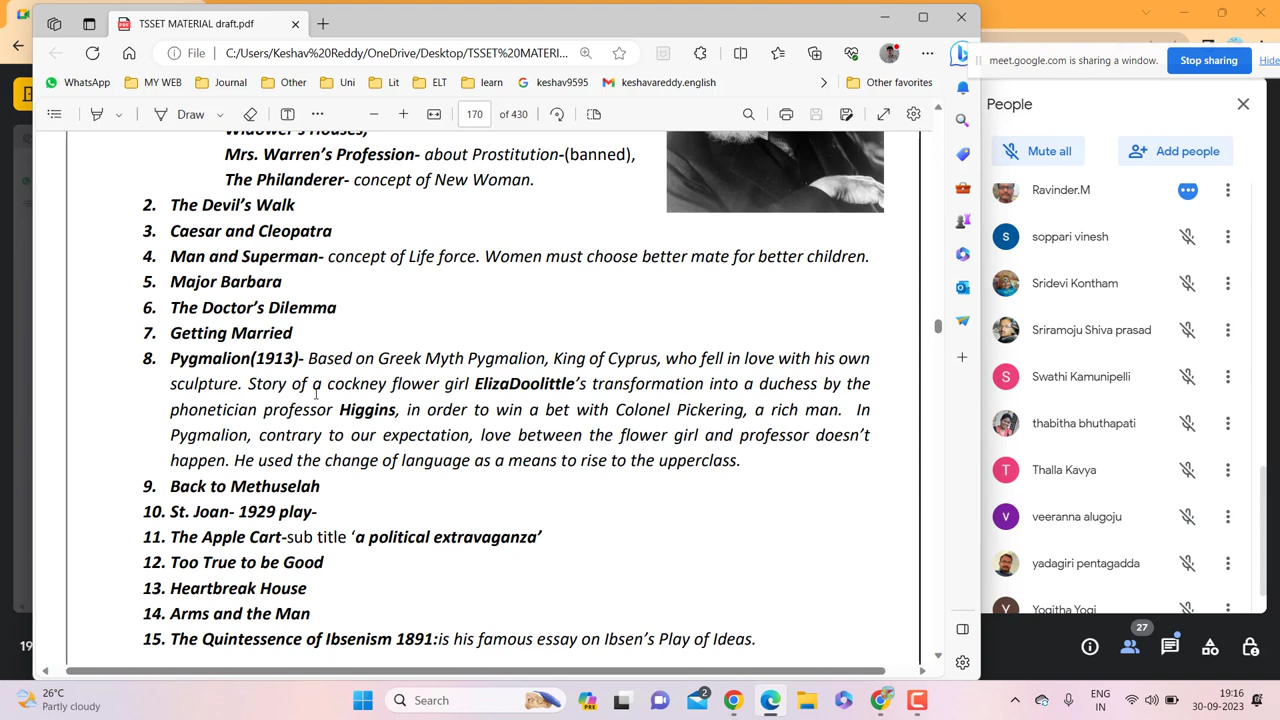 TSSET MATERIAL draft.pdf
File
C:/Users/Keshav%20Reddy/OneDrive/Desktop/TSSET%20MATERI...
WhatsApp
MY WEB
Journal
Other
Uni
Lit
ELT
learn
keshav9595
keshavareddy.english
Other favorites
Draw
170 of 430
Widower's Houses,
Mrs. Warren's Profession- about Prostitution-(banned),
The Philanderer- concept of New Woman.
2. The Devil's Walk
3. Caesar and Cleopatra
4. Man and Superman- concept of Life force. Women must choose better mate for better children.
5. Major Barbara
6. The Doctor's Dilemma
7. Getting Married
8. Pygmalion(1913)- Based on Greek Myth Pygmalion, King of Cyprus, who fell in love with his own
sculpture. Story of a cockney flower girl ElizaDoolittle's transformation into a duchess by the
phonetician professor Higgins, in order to win a bet with Colonel Pickering, a rich man. In
Pygmalion, contrary to our expectation, love between the flower girl and professor doesn't
happen. He used the change of language as a means to rise to the upperclass.
9. Back to Methuselah
10. St. Joan- 1929 play-
11. The Apple Cart-sub title 'a political extravaganza'
12. Too True to be Good
13. Heartbreak House
14. Arms and the Man
15. The Quintessence of Ibsenism 1891:is his famous essay on Ibsen's Play of Ideas.
meet.google.com is sharing a window.
Stop sharing
Hide
People
Mute all
Add people
Ravinder.M
S soppari vinesh
Sridevi Kontham
Sriramoju Shiva prasad
S Swathi Kamunipelli
thabitha bhuthapati
T Thalla Kavya
V veeranna alugoju
yadagiri pentagadda
Y Yogitha Yogi
27
19
26°C
Partly cloudy
Search
PRE
2
ENG
IN
19:16
30-09-2023